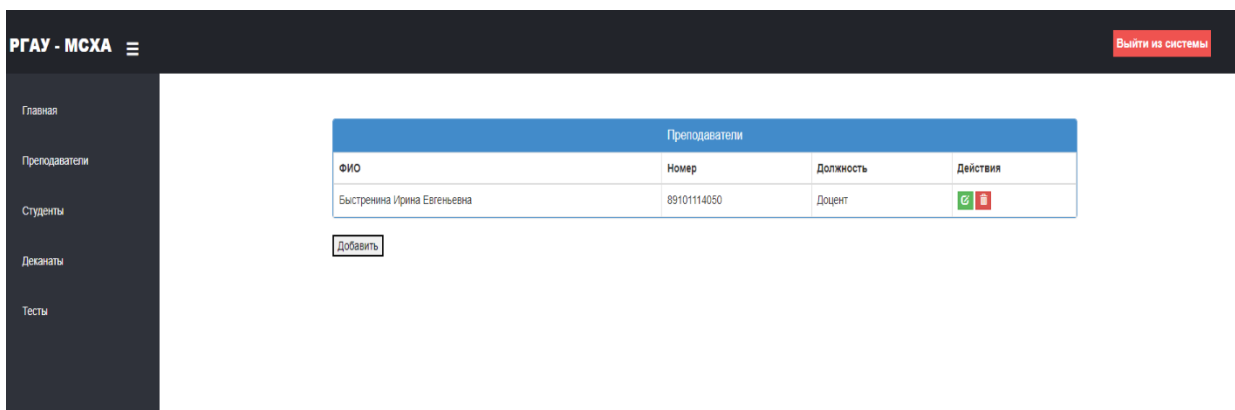 РГАУ - МСХА
Выйти из системы
Главная
Преподаватели
Студенты
Деканаты
Тесты
Преподаватели
ФИО Номер Должность Действия
Быстренина Ирина Евгеньевна 89101114050 Доцент
Добавить